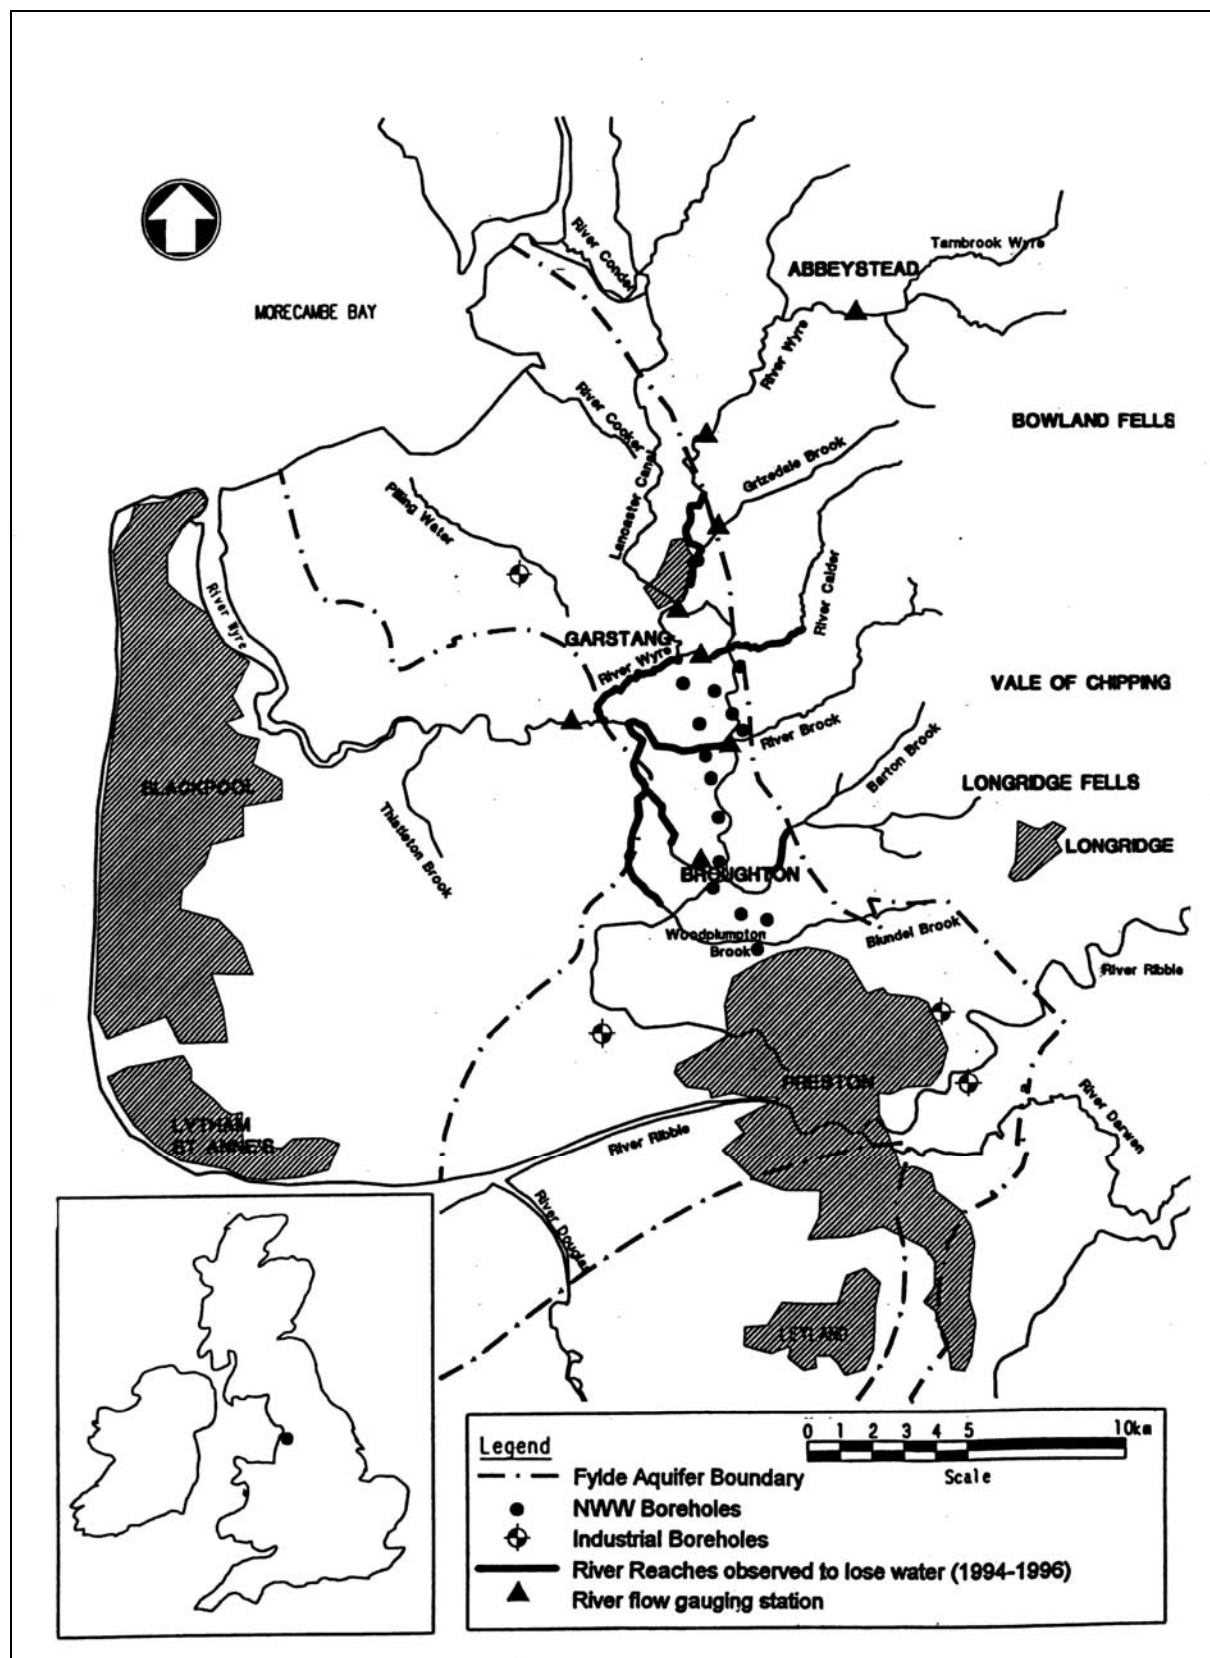 River Conder
Tarnbrook Wyre
ABBEYSTEAD
MORECAMBE BAY
River Wyre
River Cocker
BOWLAND FELLS
Grizedale Brook
Lancaster Canal
Pilling Water
River Calder
River Wyre
GARSTANG
River Wyre
VALE OF CHIPPING
River Brock
Barton Brook
BLACKPOOL
LONGRIDGE FELLS
Thistleton Brook
LONGRIDGE
BROUGHTON
Woodplumpton
Brook
Blundel Brook
River Ribble
PRESTON
River Darwen
LYTHAM
ST ANNE'S
River Ribble
River Douglas
LEYLAND
0 1 2 3 4 5 10km
Scale
Legend
Fylde Aquifer Boundary
NWW Boreholes
Industrial Boreholes
River Reaches observed to lose water (1994-1996)
River flow gauging station